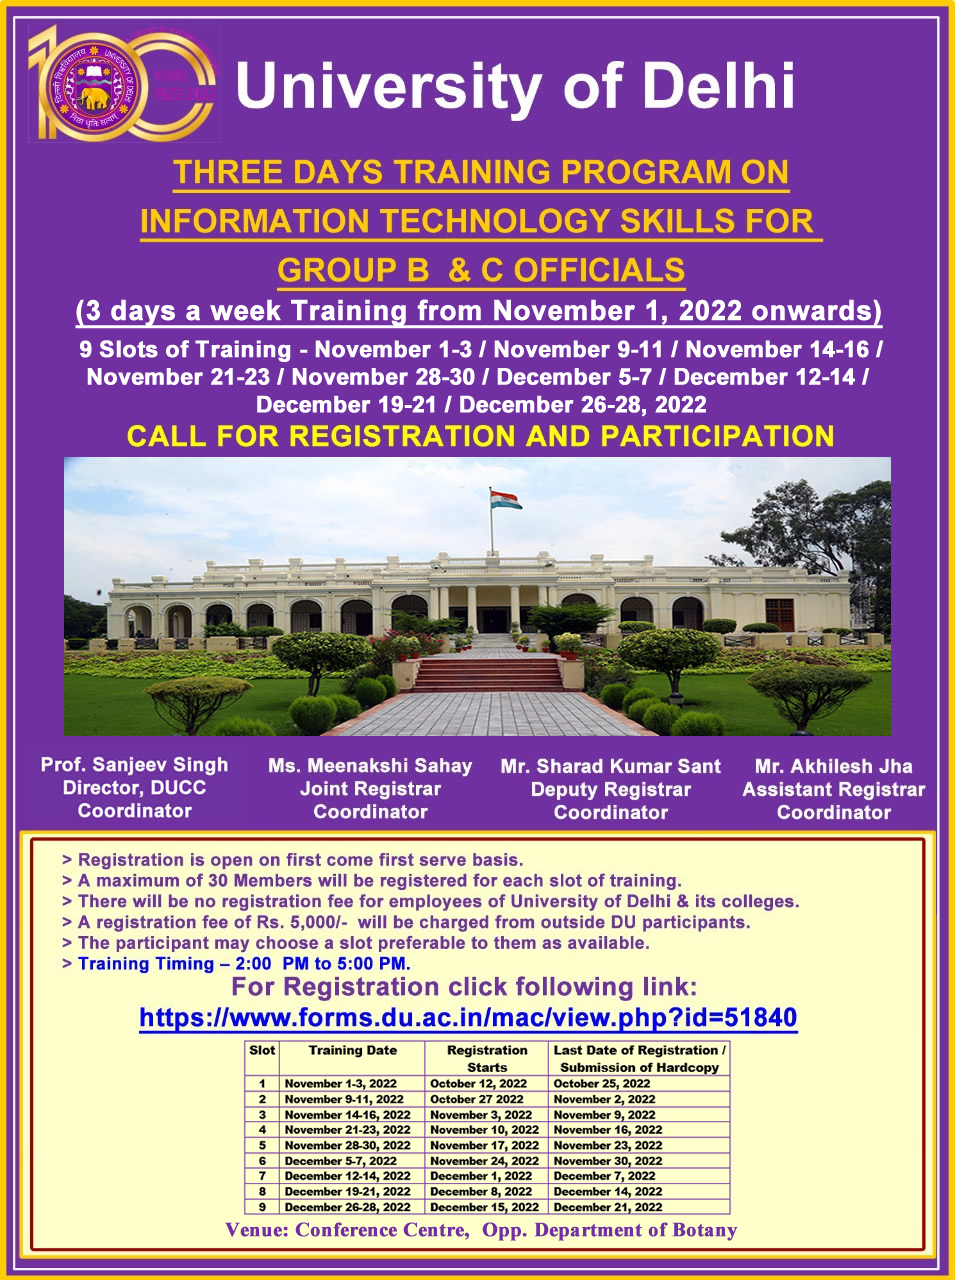 University of Delhi
THREE DAYS TRAINING PROGRAM ON
INFORMATION TECHNOLOGY SKILLS FOR
GROUP B & C OFFICIALS
(3 days a week Training from November 1, 2022 onwards)
9 Slots of Training - November 1-3 / November 9-11 / November 14-16 /
November 21-23 / November 28-30 / December 5-7 / December 12-14 /
December 19-21 / December 26-28, 2022
CALL FOR REGISTRATION AND PARTICIPATION
Prof. Sanjeev Singh
Director, DUCC
Coordinator
Ms. Meenakshi Sahay
Joint Registrar
Coordinator
Mr. Sharad Kumar Sant
Deputy Registrar
Coordinator
Mr. Akhilesh Jha
Assistant Registrar
Coordinator
> Registration is open on first come first serve basis.
> A maximum of 30 Members will be registered for each slot of training.
> There will be no registration fee for employees of University of Delhi & its colleges.
> A registration fee of Rs. 5,000/- will be charged from outside DU participants.
> The participant may choose a slot preferable to them as available.
> Training Timing – 2:00 PM to 5:00 PM.
For Registration click following link:
https://www.forms.du.ac.in/mac/view.php?id=51840
Slot Training Date Registration Starts Last Date of Registration / Submission of Hardcopy
1 November 1-3, 2022 October 12, 2022 October 25, 2022
2 November 9-11, 2022 October 27 2022 November 2, 2022
3 November 14-16, 2022 November 3, 2022 November 9, 2022
4 November 21-23, 2022 November 10, 2022 November 16, 2022
5 November 28-30, 2022 November 17, 2022 November 23, 2022
6 December 5-7, 2022 November 24, 2022 November 30, 2022
7 December 12-14, 2022 December 1, 2022 December 7, 2022
8 December 19-21, 2022 December 8, 2022 December 14, 2022
9 December 26-28, 2022 December 15, 2022 December 21, 2022
Venue: Conference Centre, Opp. Department of Botany